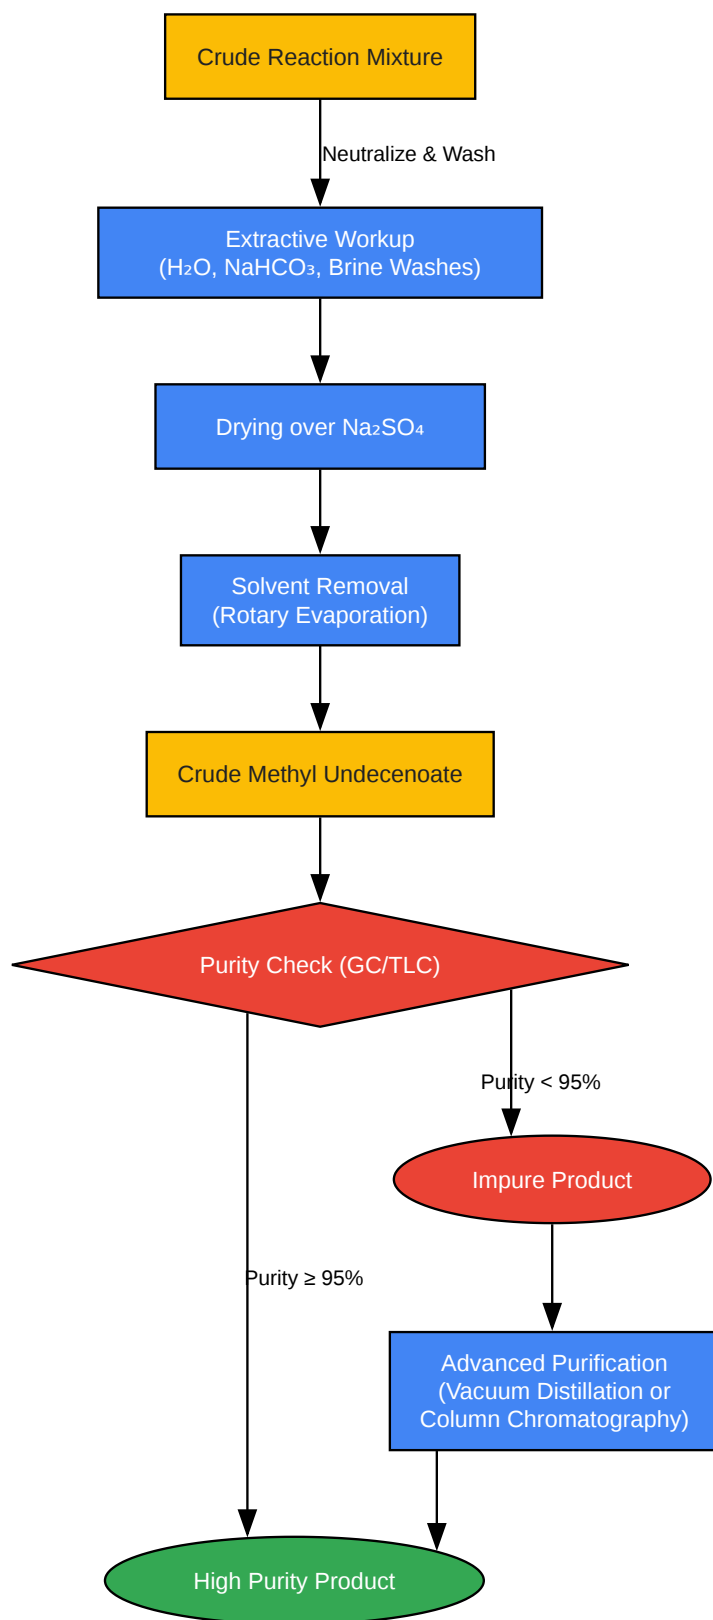 Crude Reaction Mixture
Neutralize & Wash
Extractive Workup
(H₂O, NaHCO₃, Brine Washes)
Drying over Na₂SO₄
Solvent Removal
(Rotary Evaporation)
Crude Methyl Undecenoate
Purity Check (GC/TLC)
Purity < 95%
Impure Product
Purity ≥ 95%
Advanced Purification
(Vacuum Distillation or
Column Chromatography)
High Purity Product